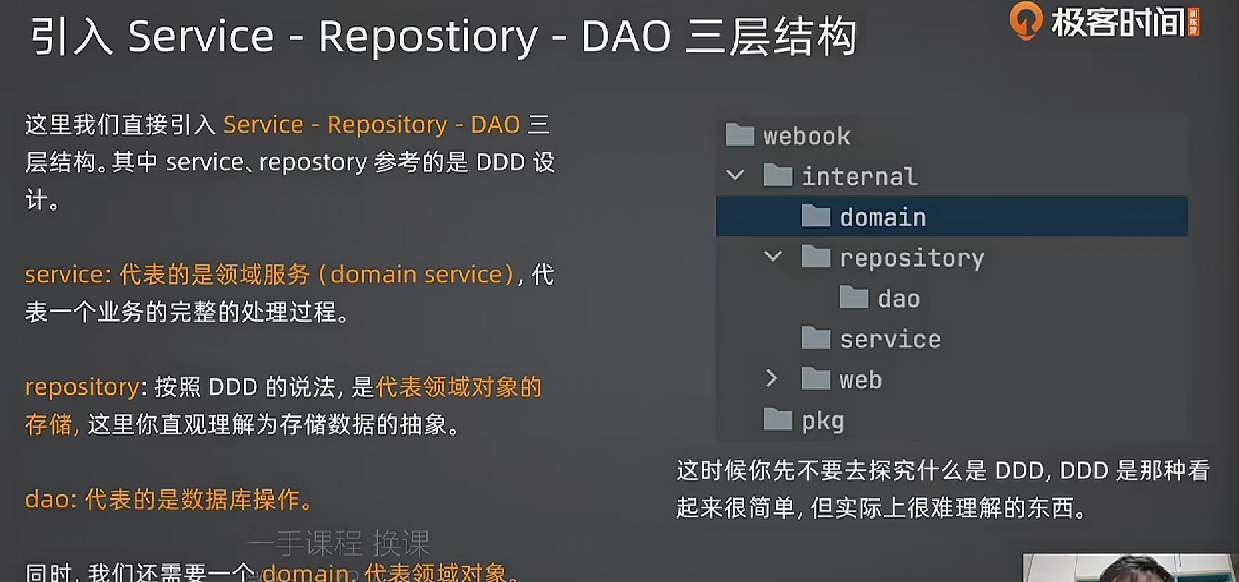 引入 Service - Repostiory - DAO 三层结构
极客时间
训练营
这里我们直接引入 Service - Repository - DAO 三
层结构。其中 service、repostory 参考的是 DDD 设
计。
service: 代表的是领域服务（domain service），代
表一个业务的完整的处理过程。
repository: 按照 DDD 的说法, 是代表领域对象的
存储, 这里你直观理解为存储数据的抽象。
dao: 代表的是数据库操作。
同时, 我们还需要一个 domain, 代表领域对象。
一手课程 换课
webook
internal
domain
repository
dao
service
web
pkg
这时候你先不要去探究什么是 DDD, DDD 是那种看
起来很简单, 但实际上很难理解的东西。